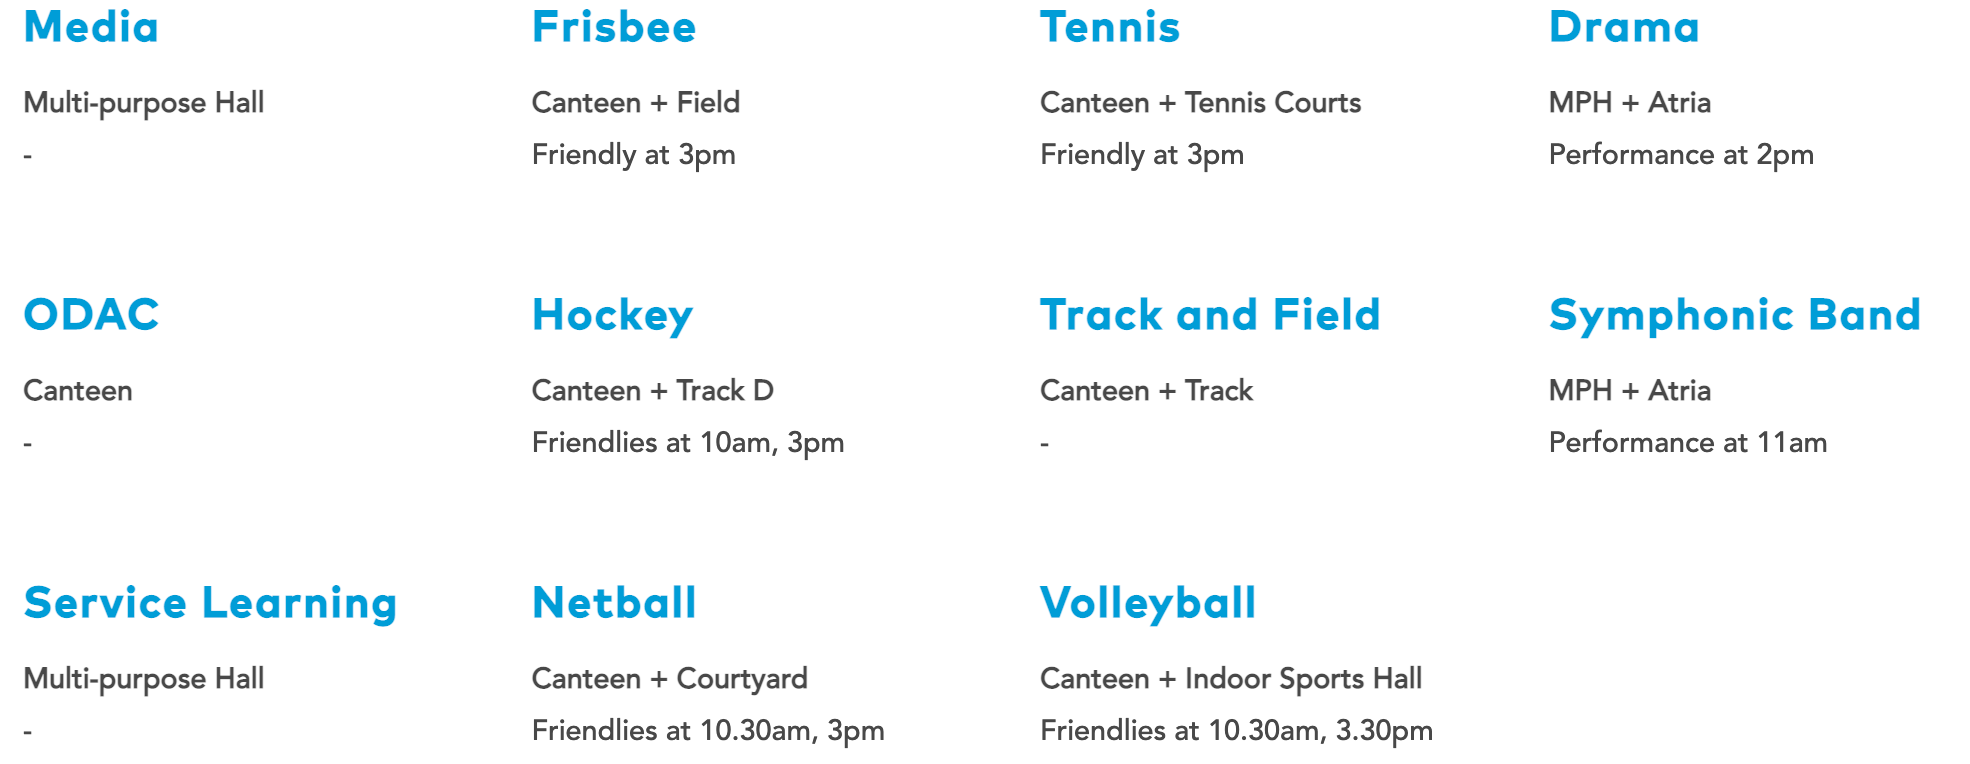 Media
Multi-purpose Hall
-
Frisbee
Canteen + Field
Friendly at 3pm
Tennis
Canteen + Tennis Courts
Friendly at 3pm
Drama
MPH + Atria
Performance at 2pm
ODAC
Canteen
-
Hockey
Canteen + Track D
Friendlies at 10am, 3pm
Track and Field
Canteen + Track
-
Symphonic Band
MPH + Atria
Performance at 11am
Service Learning
Multi-purpose Hall
-
Netball
Canteen + Courtyard
Friendlies at 10.30am, 3pm
Volleyball
Canteen + Indoor Sports Hall
Friendlies at 10.30am, 3.30pm